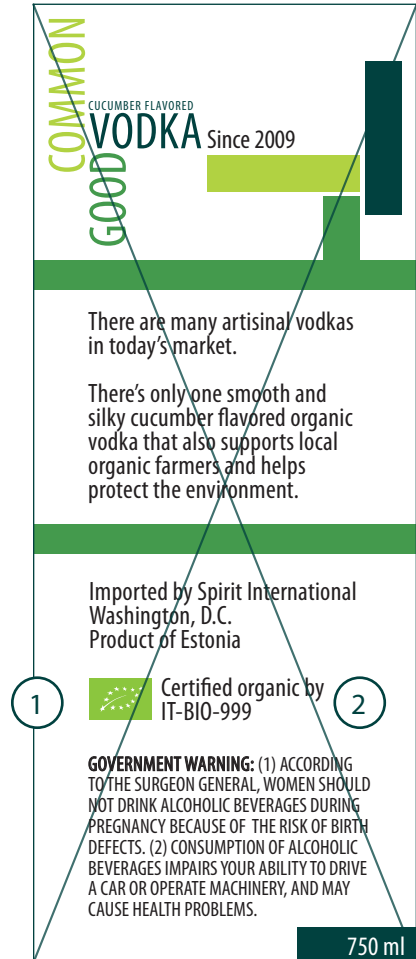 COMMON
GOOD
CUCUMBER FLAVORED
VODKA Since 2009
There are many artisinal vodkas
in today's market.
There's only one smooth and
silky cucumber flavored organic
vodka that also supports local
organic farmers and helps
protect the environment.
Imported by Spirit International
Washington, D.C.
Product of Estonia
1
Certified organic by
IT-BIO-999
2
GOVERNMENT WARNING: (1) ACCORDING
TO THE SURGEON GENERAL, WOMEN SHOULD
NOT DRINK ALCOHOLIC BEVERAGES DURING
PREGNANCY BECAUSE OF THE RISK OF BIRTH
DEFECTS. (2) CONSUMPTION OF ALCOHOLIC
BEVERAGES IMPAIRS YOUR ABILITY TO DRIVE
A CAR OR OPERATE MACHINERY, AND MAY
CAUSE HEALTH PROBLEMS.
750 ml